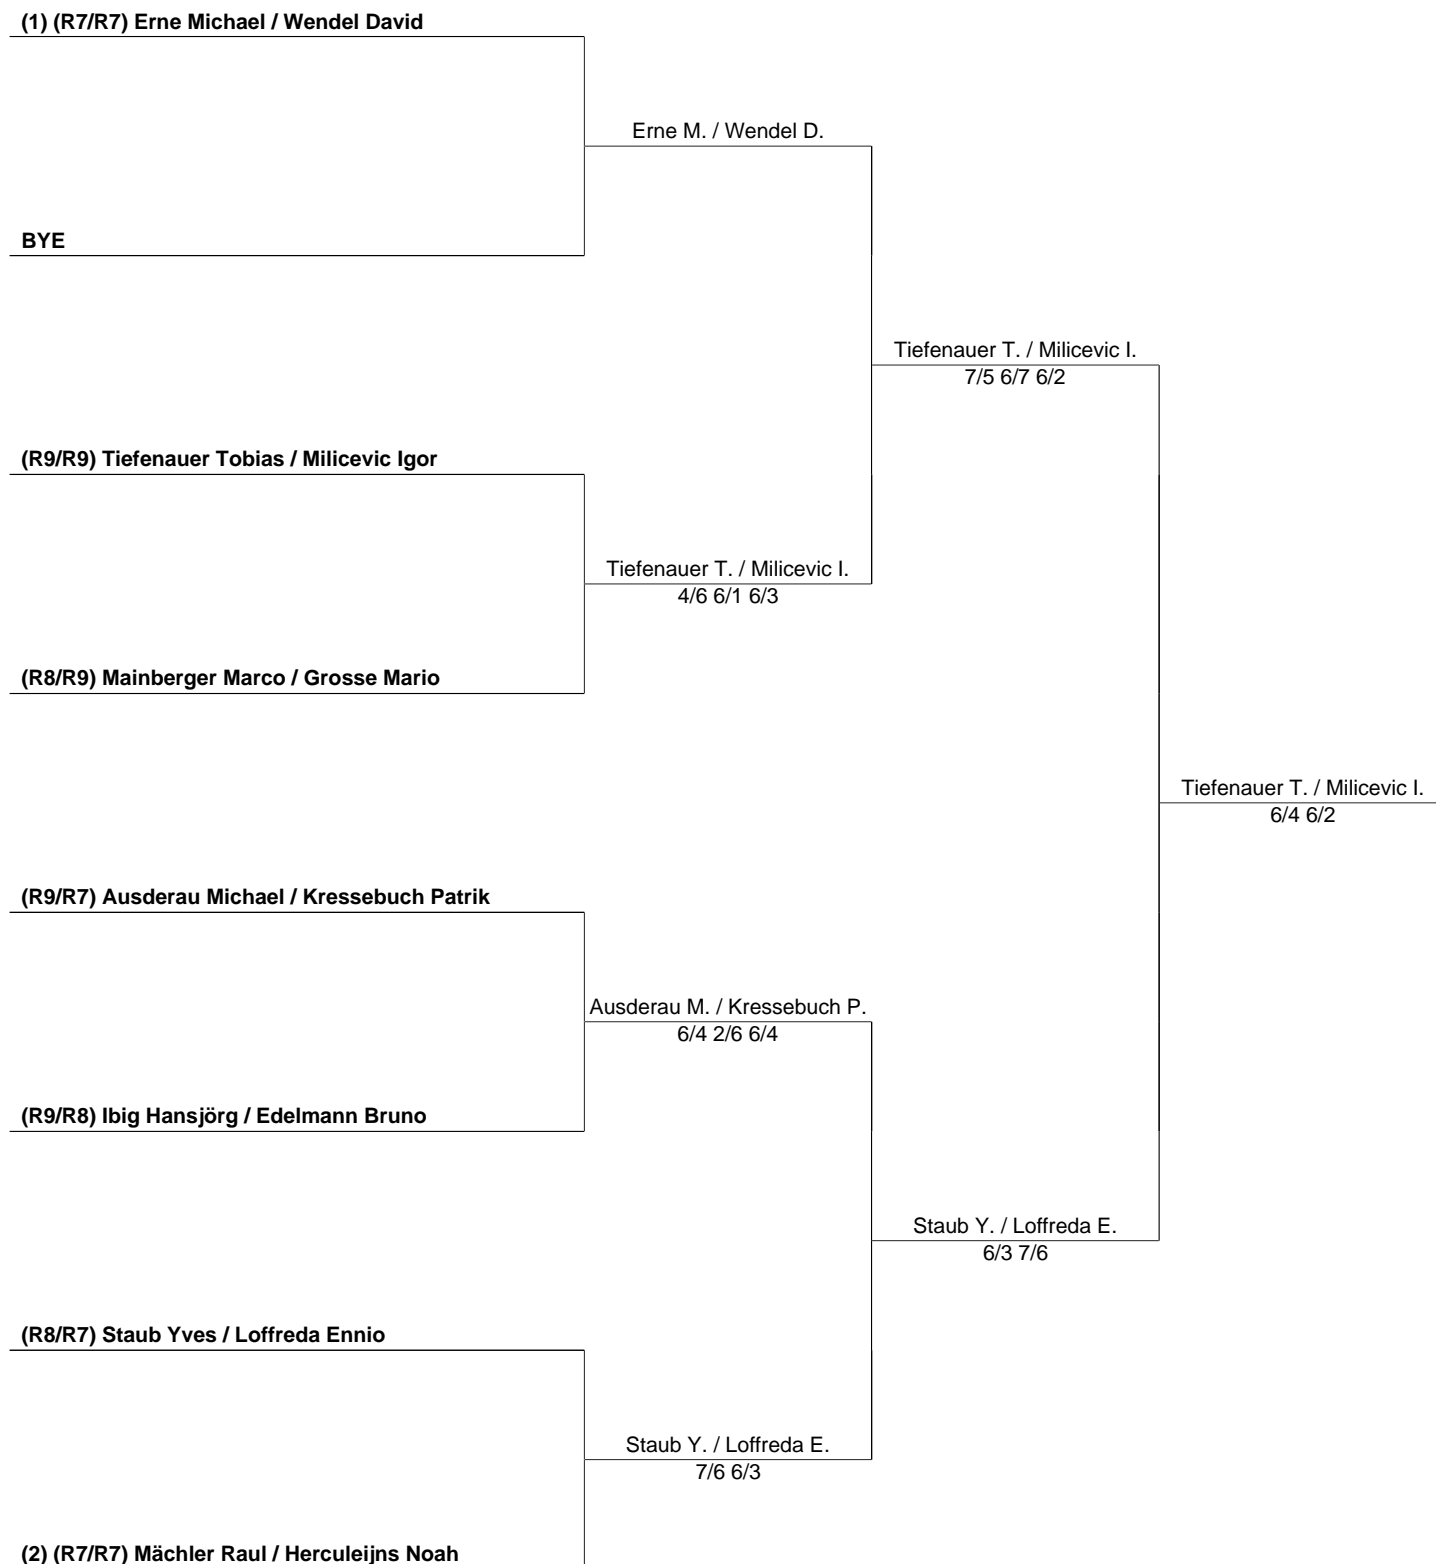 (1) (R7/R7) Erne Michael / Wendel David
Erne M. / Wendel D.
BYE
Tiefenauer T. / Milicevic I.
7/5 6/7 6/2
(R9/R9) Tiefenauer Tobias / Milicevic Igor
Tiefenauer T. / Milicevic I.
4/6 6/1 6/3
(R8/R9) Mainberger Marco / Grosse Mario
Tiefenauer T. / Milicevic I.
6/4 6/2
(R9/R7) Ausderau Michael / Kressebuch Patrik
Ausderau M. / Kressebuch P.
6/4 2/6 6/4
(R9/R8) Ibig Hansjörg / Edelmann Bruno
Staub Y. / Loffreda E.
6/3 7/6
(R8/R7) Staub Yves / Loffreda Ennio
Staub Y. / Loffreda E.
7/6 6/3
(2) (R7/R7) Mächler Raul / Herculeijns Noah